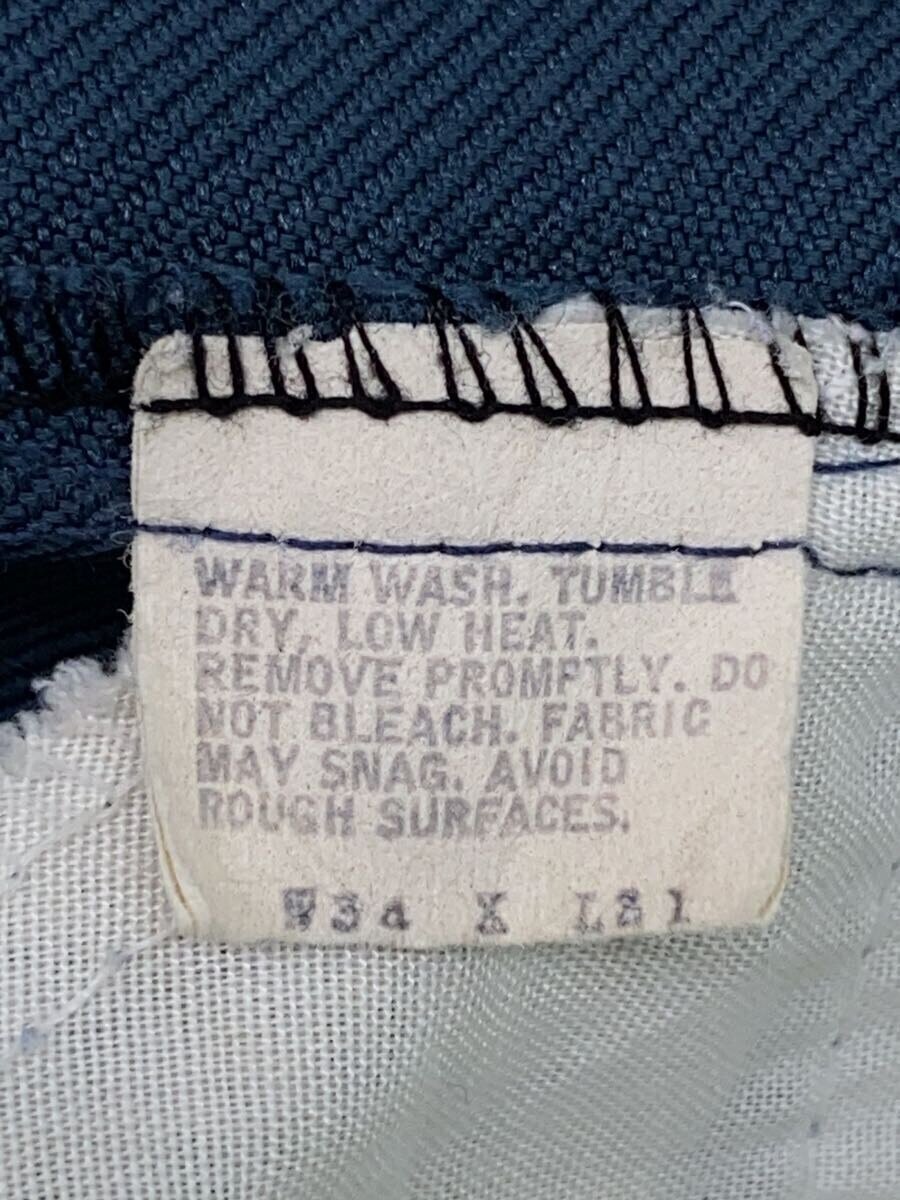 WARM WASH. TUMBLE
DRY, LOW HEAT.
REMOVE PROMPTLY. DO
NOT BLEACH. FABRIC
MAY SNAG. AVOID
ROUGH SURFACES.
W34 X L31